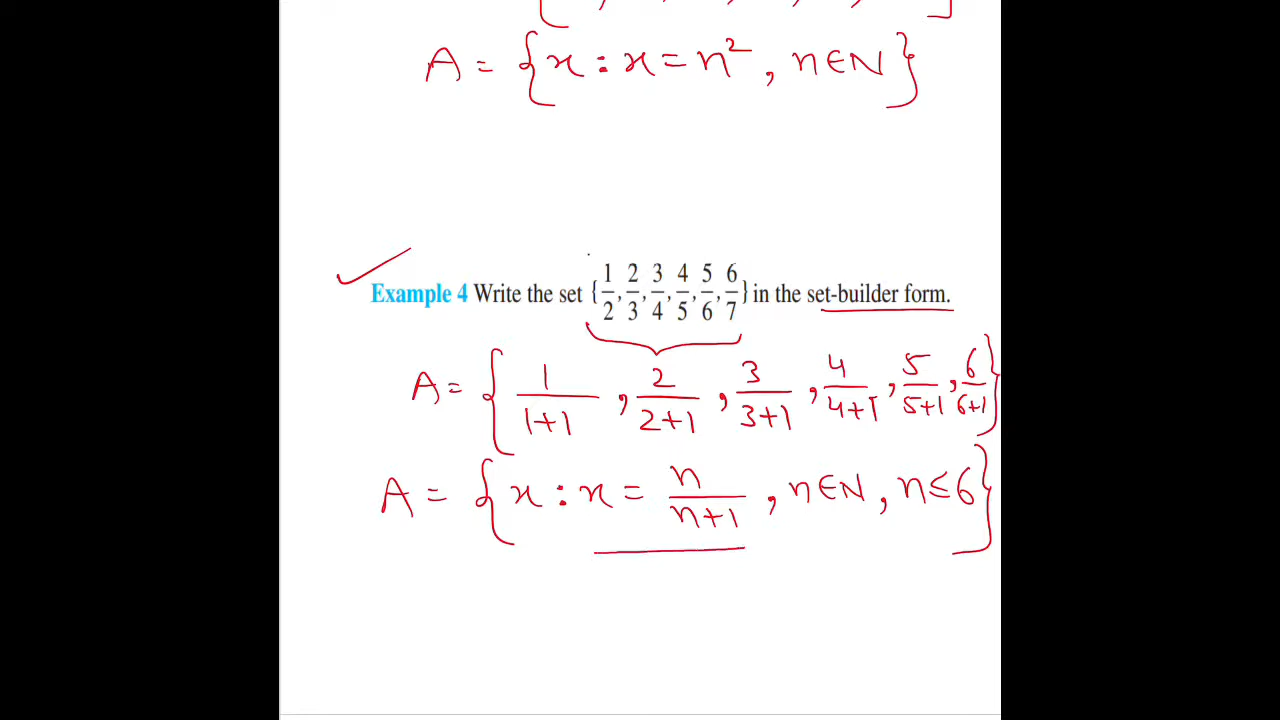 A = {x : x = n², n ∈ N}
Example 4 Write the set {1/2, 2/3, 3/4, 4/5, 5/6, 6/7} in the set-builder form.
A = {1/(1+1), 2/(2+1), 3/(3+1), 4/(4+1), 5/(5+1), 6/(6+1)}
A = {x : x = n/(n+1), n ∈ N, n ≤ 6}